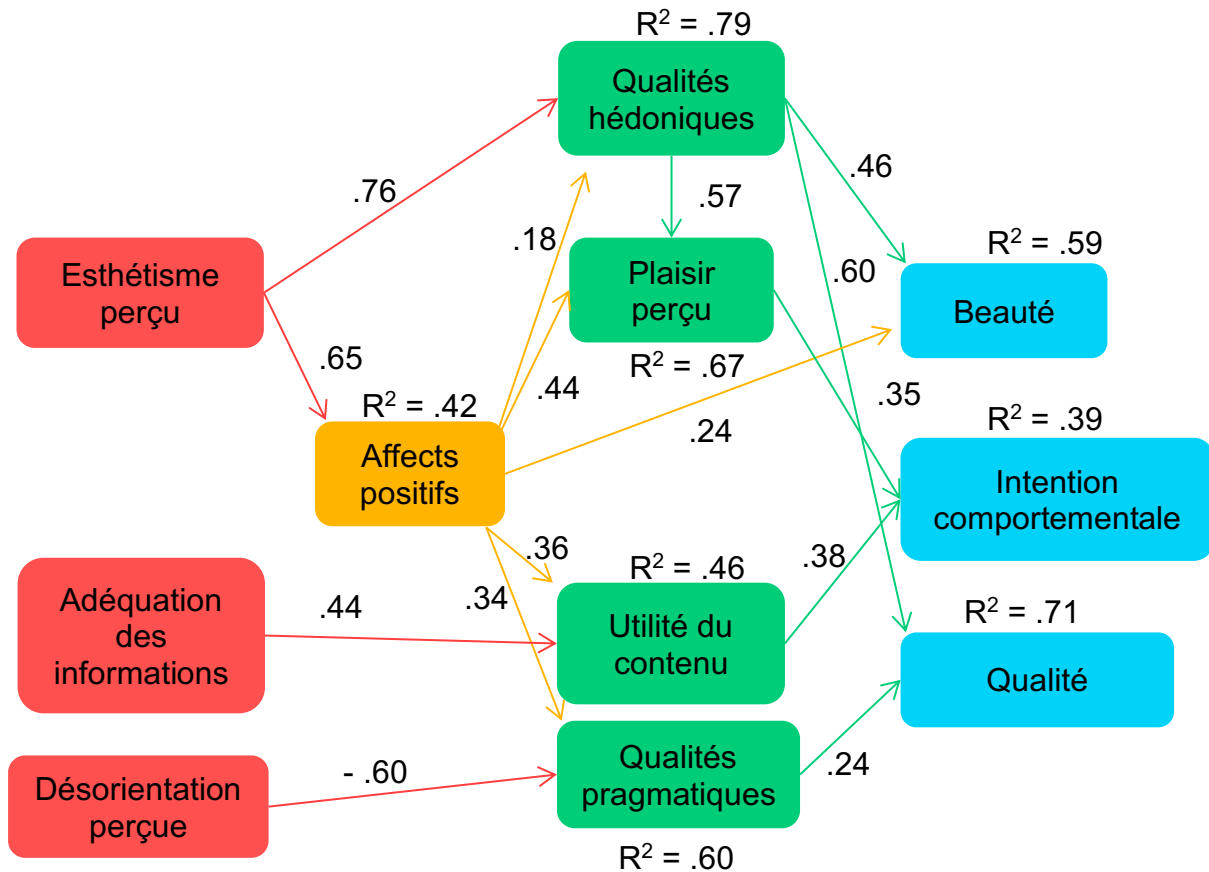 R² = .79
Qualités
hédoniques
.76
.46
.57
.18
R² = .59
Esthétisme
perçu
Plaisir
perçu
.60
Beauté
.65
R² = .67
.44
.35
R² = .42
.24
R² = .39
Affects
positifs
Intention
comportementale
.36
R² = .46
.38
Adéquation
des
informations
.44
.34
Utilité du
contenu
R² = .71
Qualité
Désorientation
perçue
- .60
Qualités
pragmatiques
.24
R² = .60